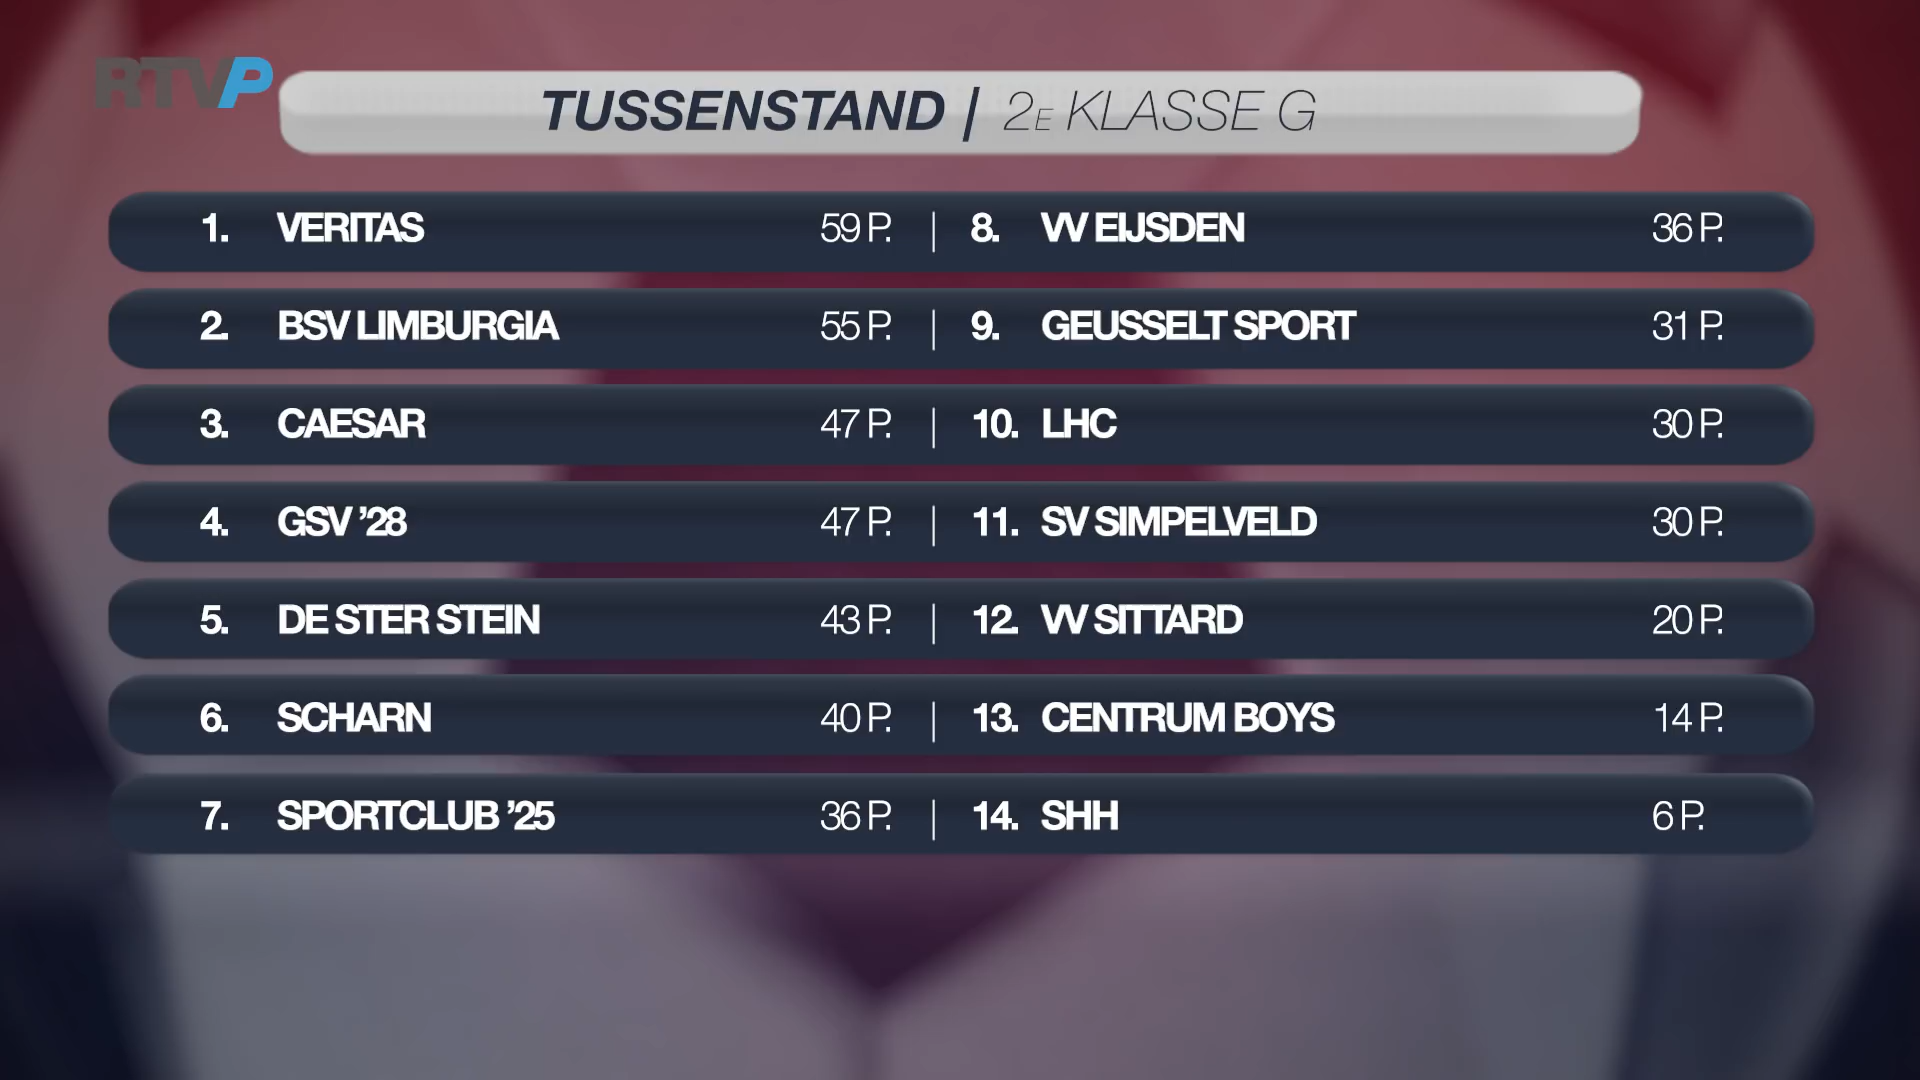 RTVP
TUSSENSTAND | 2E KLASSE G
1. VERITAS 59 P. | 8. VV EIJSDEN 36 P.
2. BSV LIMBURGIA 55 P. | 9. GEUSSELT SPORT 31 P.
3. CAESAR 47 P. | 10. LHC 30 P.
4. GSV ’28 47 P. | 11. SV SIMPELVELD 30 P.
5. DE STER STEIN 43 P. | 12. VV SITTARD 20 P.
6. SCHARN 40 P. | 13. CENTRUM BOYS 14 P.
7. SPORTCLUB ’25 36 P. | 14. SHH 6 P.